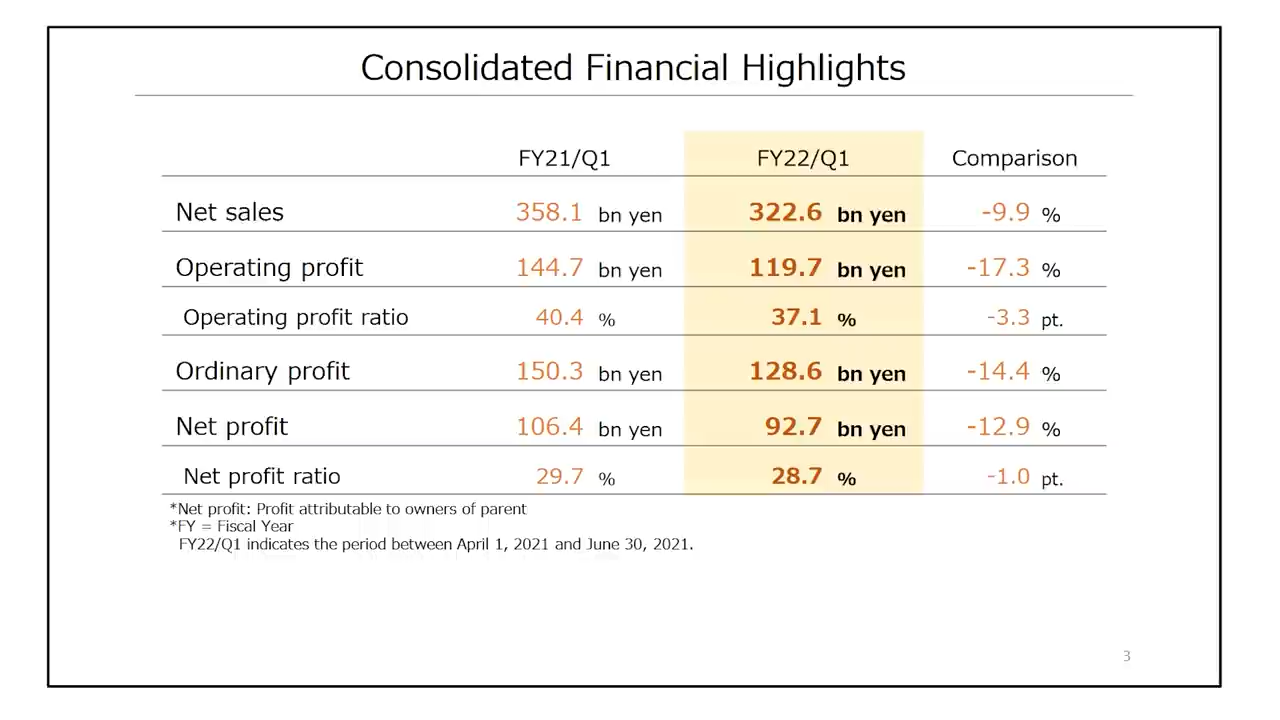 Consolidated Financial Highlights
FY21/Q1 FY22/Q1 Comparison
Net sales 358.1 bn yen 322.6 bn yen -9.9 %
Operating profit 144.7 bn yen 119.7 bn yen -17.3 %
Operating profit ratio 40.4 % 37.1 % -3.3 pt.
Ordinary profit 150.3 bn yen 128.6 bn yen -14.4 %
Net profit 106.4 bn yen 92.7 bn yen -12.9 %
Net profit ratio 29.7 % 28.7 % -1.0 pt.
*Net profit: Profit attributable to owners of parent
*FY = Fiscal Year
FY22/Q1 indicates the period between April 1, 2021 and June 30, 2021.
3